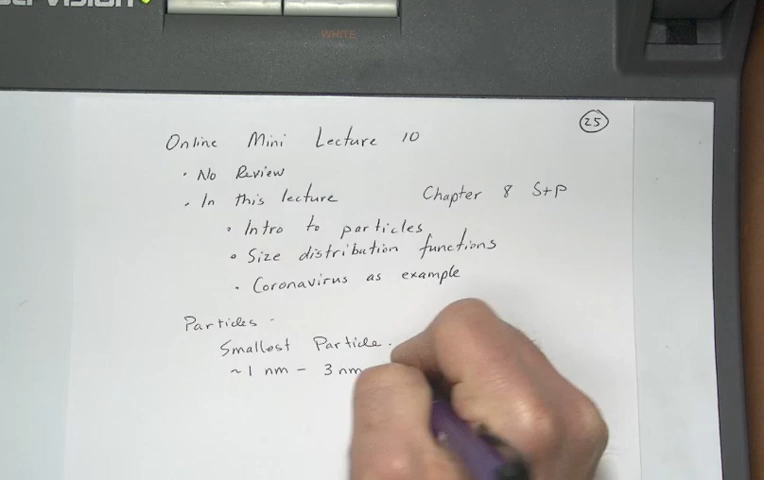 WHITE
25
Online Mini Lecture 10
• No Review
• In this lecture Chapter 8 S+P
• Intro to particles
• Size distribution functions
• Coronavirus as example
Particles -
Smallest Particle.
~1 nm - 3 nm